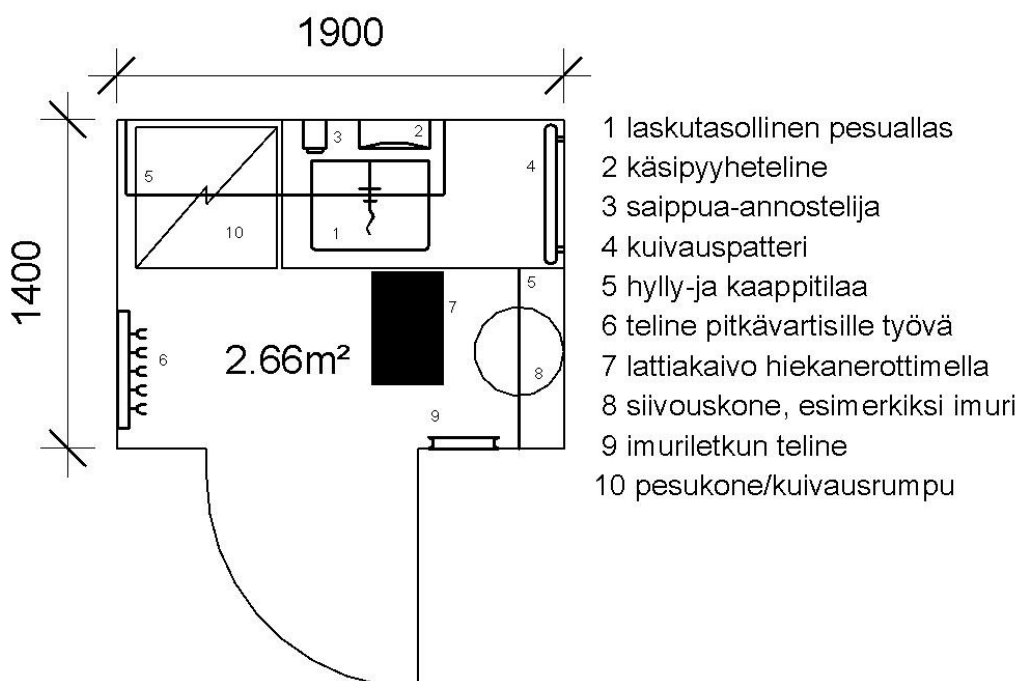 1900
1400
5
3
2
4
1
10
5
7
6
2.66m²
8
9
1 laskutasollinen pesuallas
2 käsipyyheteline
3 saippua-annostelija
4 kuivauspatteri
5 hylly-ja kaappitilaa
6 teline pitkävartisille työvä
7 lattiakaivo hiekanerottimella
8 siivouskone, esimerkiksi imuri
9 imuriletkun teline
10 pesukone/kuivausrumpu